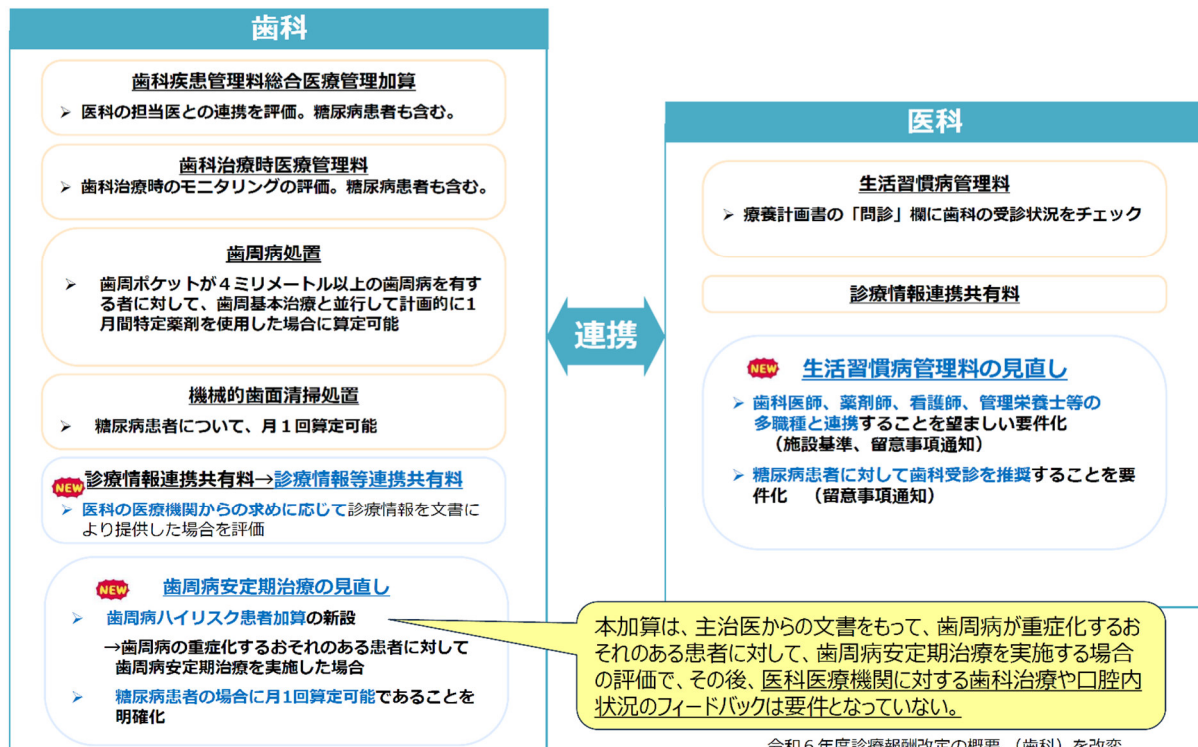 歯科
歯科疾患管理料総合医療管理加算
➢ 医科の担当医との連携を評価。糖尿病患者も含む。
歯科治療時医療管理料
➢ 歯科治療時のモニタリングの評価。糖尿病患者も含む。
歯周病処置
➢ 歯周ポケットが４ミリメートル以上の歯周病を有す
る者に対して、歯周基本治療と並行して計画的に1
月間特定薬剤を使用した場合に算定可能
機械的歯面清掃処置
➢ 糖尿病患者について、月１回算定可能
NEW 診療情報連携共有料→診療情報等連携共有料
➢ 医科の医療機関からの求めに応じて診療情報を文書に
より提供した場合を評価
NEW 歯周病安定期治療の見直し
➢ 歯周病ハイリスク患者加算の新設
→歯周病の重症化するおそれのある患者に対して
歯周病安定期治療を実施した場合
➢ 糖尿病患者の場合に月1回算定可能であることを
明確化
連携
医科
生活習慣病管理料
➢ 療養計画書の「問診」欄に歯科の受診状況をチェック
診療情報連携共有料
NEW 生活習慣病管理料の見直し
➢ 歯科医師、薬剤師、看護師、管理栄養士等の
多職種と連携することを望ましい要件化
（施設基準、留意事項通知）
➢ 糖尿病患者に対して歯科受診を推奨することを要
件化　（留意事項通知）
本加算は、主治医からの文書をもって、歯周病が重症化するお
それのある患者に対して、歯周病安定期治療を実施する場合
の評価で、その後、医科医療機関に対する歯科治療や口腔内
状況のフィードバックは要件となっていない。
令和６年度診療報酬改定の概要　（歯科）を改変